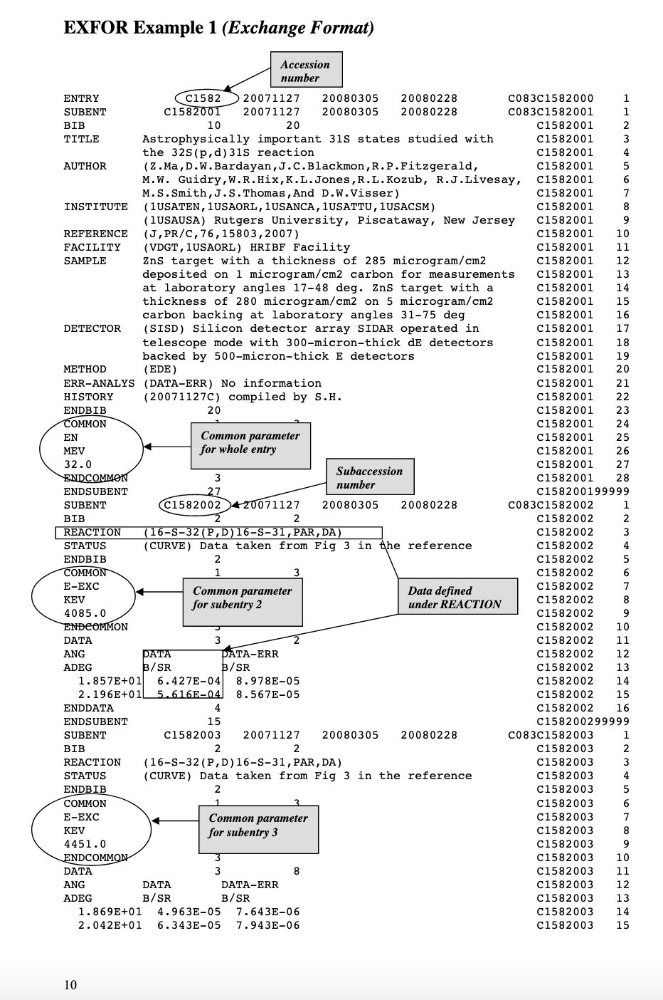 EXFOR Example 1 (Exchange Format)
Accession
number
ENTRY C1582 20071127 20080305 20080228 C083C1582000 1
SUBENT C1582001 20071127 20080305 20080228 C083C1582001 1
BIB 10 20 C1582001 2
TITLE Astrophysically important 31S states studied with C1582001 3
the 32S(p,d)31S reaction C1582001 4
AUTHOR (Z.Ma,D.W.Bardayan,J.C.Blackmon,R.P.Fitzgerald, C1582001 5
M.W. Guidry,W.R.Hix,K.L.Jones,R.L.Kozub, R.J.Livesay, C1582001 6
M.S.Smith,J.S.Thomas,And D.W.Visser) C1582001 7
INSTITUTE (1USATEN,1USAORL,1USANCA,1USATTU,1USACSM) C1582001 8
(1USAUSA) Rutgers University, Piscataway, New Jersey C1582001 9
REFERENCE (J,PR/C,76,15803,2007) C1582001 10
FACILITY (VDGT,1USAORL) HRIBF Facility C1582001 11
SAMPLE ZnS target with a thickness of 285 microgram/cm2 C1582001 12
deposited on 1 microgram/cm2 carbon for measurements C1582001 13
at laboratory angles 17-48 deg. ZnS target with a C1582001 14
thickness of 280 microgram/cm2 on 5 microgram/cm2 C1582001 15
carbon backing at laboratory angles 31-75 deg C1582001 16
DETECTOR (SISD) Silicon detector array SIDAR operated in C1582001 17
telescope mode with 300-micron-thick dE detectors C1582001 18
backed by 500-micron-thick E detectors C1582001 19
METHOD (EDE) C1582001 20
ERR-ANALYS (DATA-ERR) No information C1582001 21
HISTORY (20071127C) compiled by S.H. C1582001 22
ENDBIB 20 C1582001 23
COMMON C1582001 24
EN C1582001 25
Common parameter
for whole entry
MEV C1582001 26
32.0 C1582001 27
ENDCOMMON 3 C1582001 28
Subaccession
number
ENDSUBENT 27 C158200199999
SUBENT C1582002 20071127 20080305 20080228 C083C1582002 1
BIB 2 2 C1582002 2
REACTION (16-S-32(P,D)16-S-31,PAR,DA) C1582002 3
STATUS (CURVE) Data taken from Fig 3 in the reference C1582002 4
ENDBIB 2 C1582002 5
COMMON 1 3 C1582002 6
E-EXC C1582002 7
Common parameter
for subentry 2
Data defined
under REACTION
KEV C1582002 8
4085.0 C1582002 9
ENDCOMMON 3 C1582002 10
DATA 3 2 C1582002 11
ANG DATA DATA-ERR C1582002 12
ADEG B/SR B/SR C1582002 13
1.857E+01 6.427E-04 8.978E-05 C1582002 14
2.196E+01 5.616E-04 8.567E-05 C1582002 15
ENDDATA 4 C1582002 16
ENDSUBENT 15 C158200299999
SUBENT C1582003 20071127 20080305 20080228 C083C1582003 1
BIB 2 2 C1582003 2
REACTION (16-S-32(P,D)16-S-31,PAR,DA) C1582003 3
STATUS (CURVE) Data taken from Fig 3 in the reference C1582003 4
ENDBIB 2 C1582003 5
COMMON 1 3 C1582003 6
E-EXC C1582003 7
Common parameter
for subentry 3
KEV C1582003 8
4451.0 C1582003 9
ENDCOMMON 3 C1582003 10
DATA 3 8 C1582003 11
ANG DATA DATA-ERR C1582003 12
ADEG B/SR B/SR C1582003 13
1.869E+01 4.963E-05 7.643E-06 C1582003 14
2.042E+01 6.343E-05 7.943E-06 C1582003 15
10